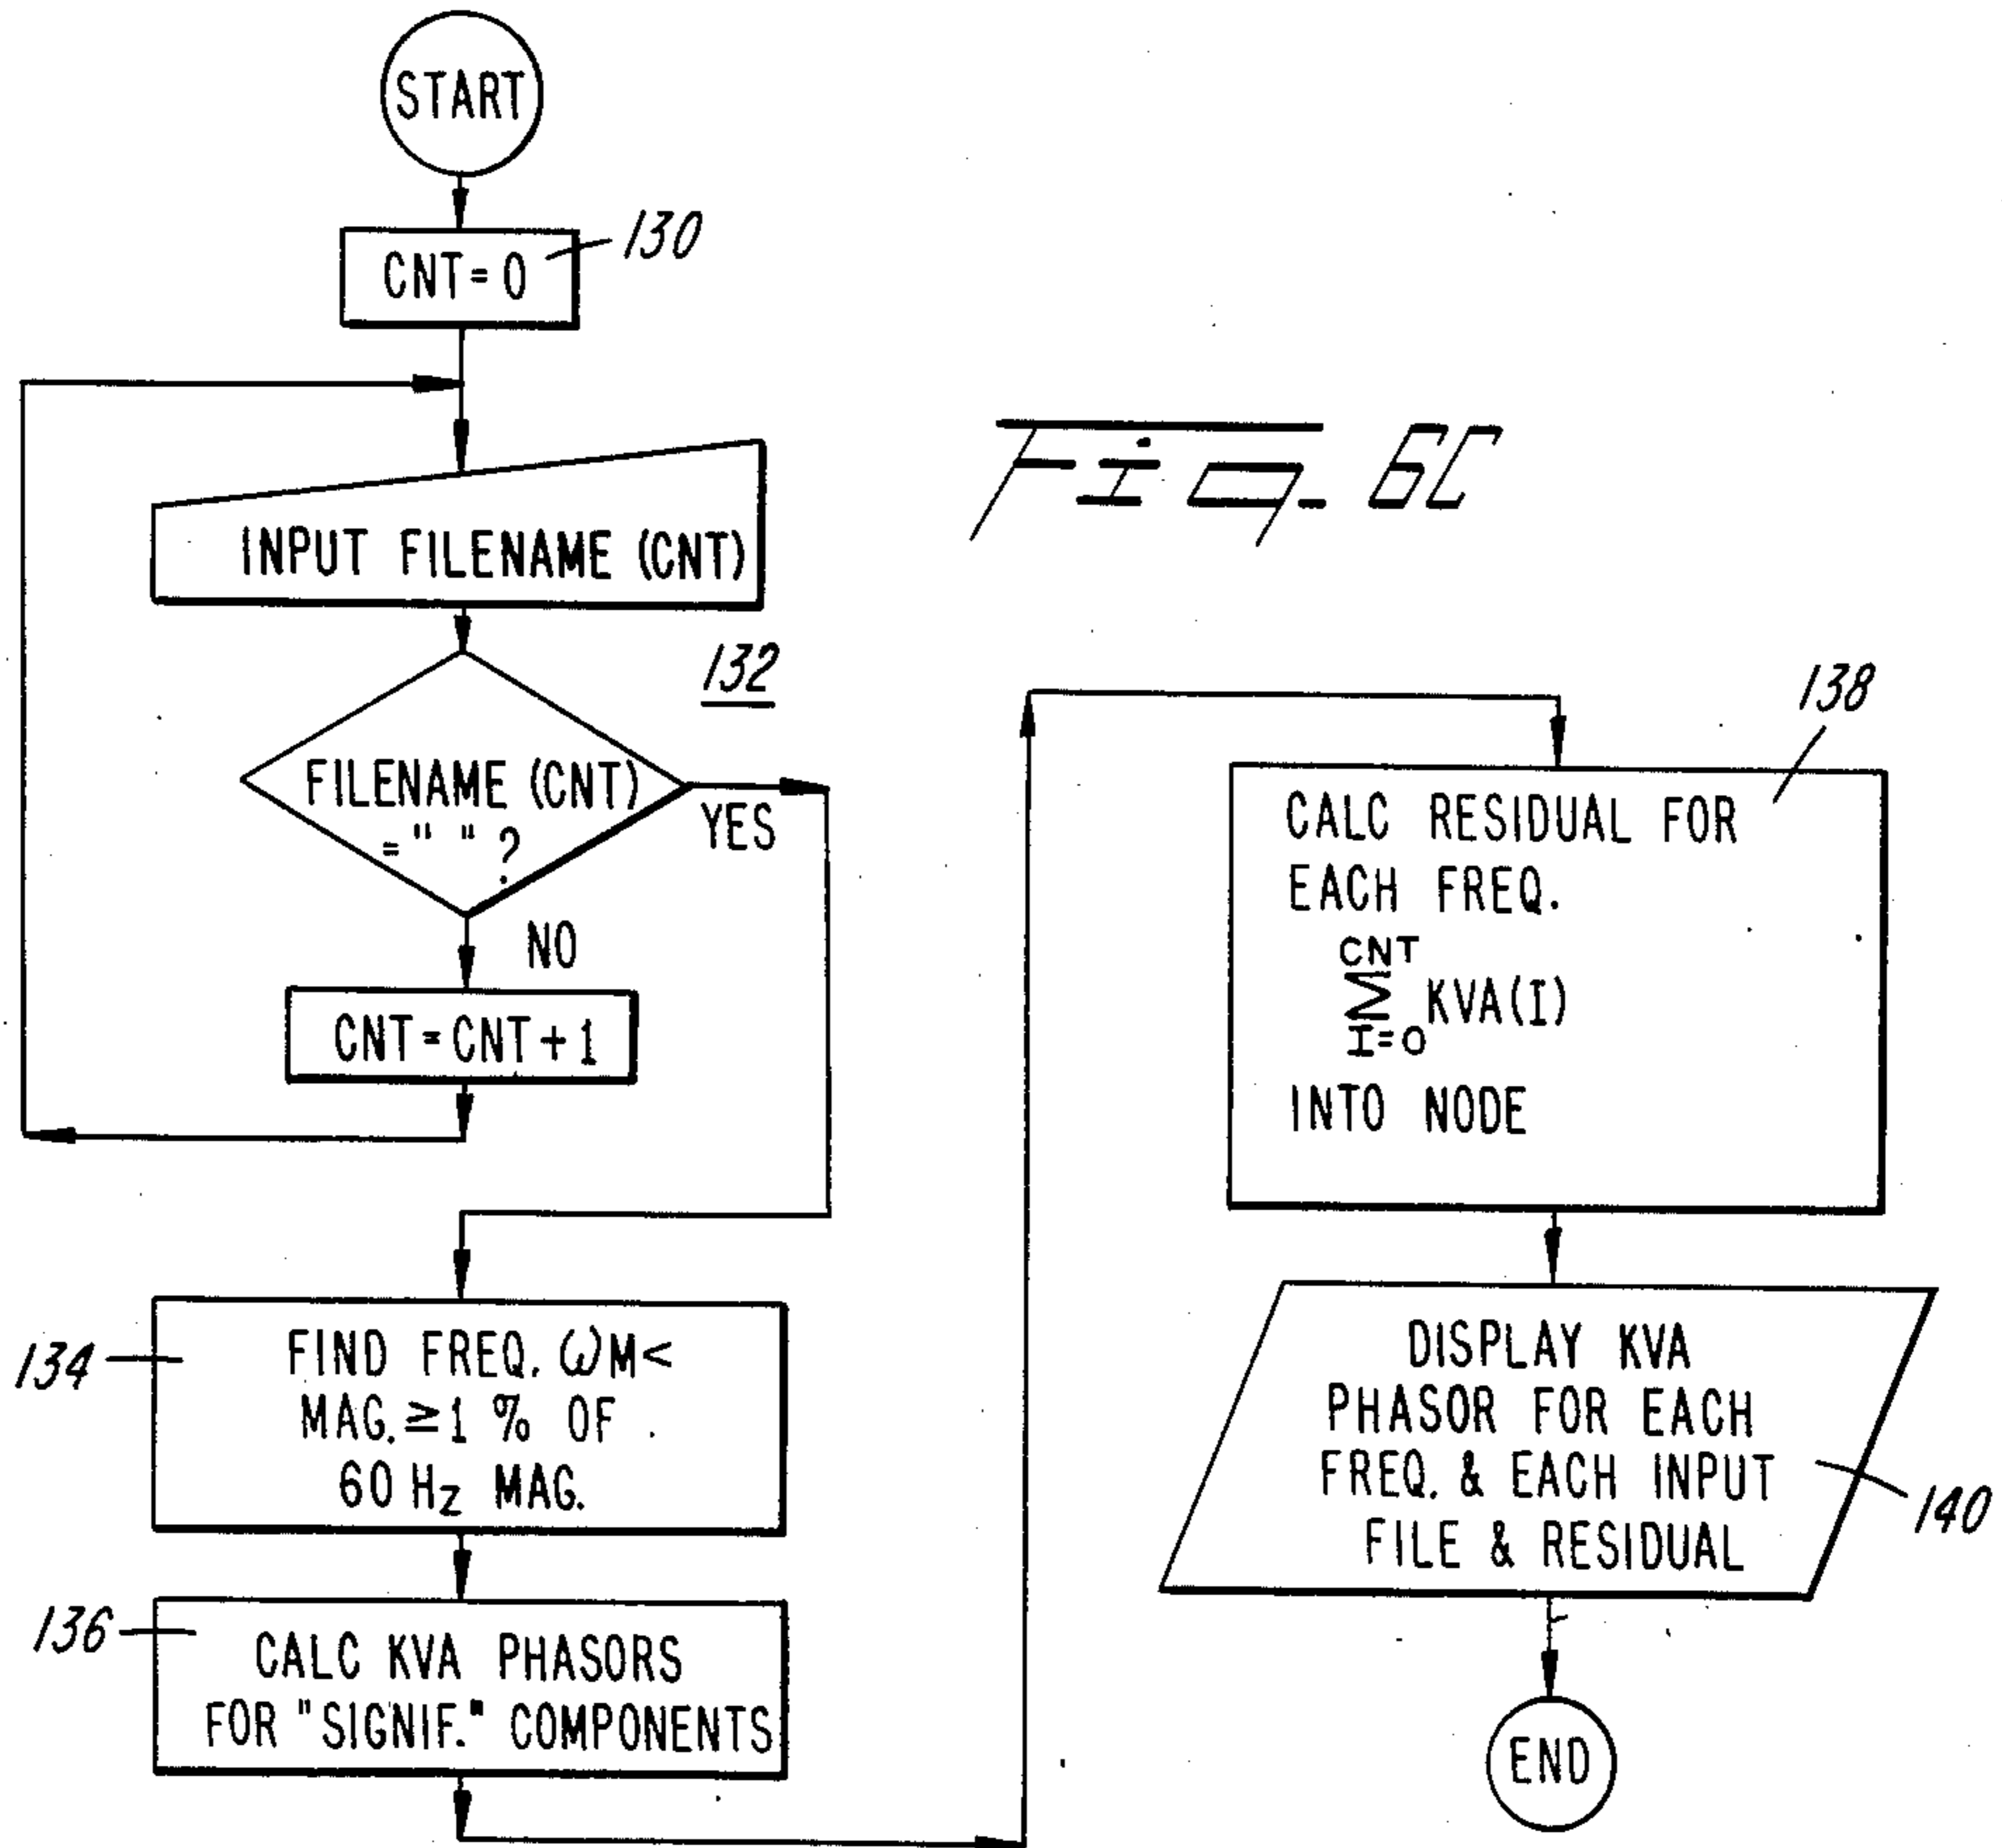 START
CNT = 0
130
INPUT FILENAME (CNT)
132
FILENAME (CNT)
= " " ?
YES
NO
CNT = CNT + 1
134
FIND FREQ. ωM<
MAG. ≥ 1 % OF
60 Hz MAG.
136
CALC KVA PHASORS
FOR "SIGNIF." COMPONENTS
Fig. 6C
138
CALC RESIDUAL FOR
EACH FREQ.
CNT
Σ KVA(I)
I=0
INTO NODE
DISPLAY KVA
PHASOR FOR EACH
FREQ. & EACH INPUT
FILE & RESIDUAL
140
END